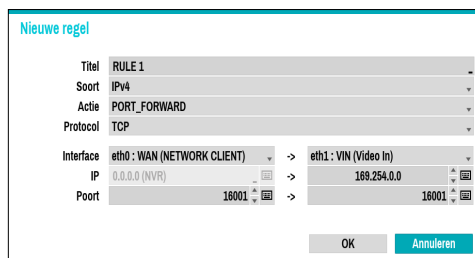 Nieuwe regel
Titel RULE 1
Soort IPv4
Actie PORT_FORWARD
Protocol TCP
Interface eth0 : WAN (NETWORK CLIENT) -> eth1 : VIN (Video In)
IP 0.0.0.0 (NVR) -> 169.254.0.0
Poort 16001 -> 16001
OK Annuleren